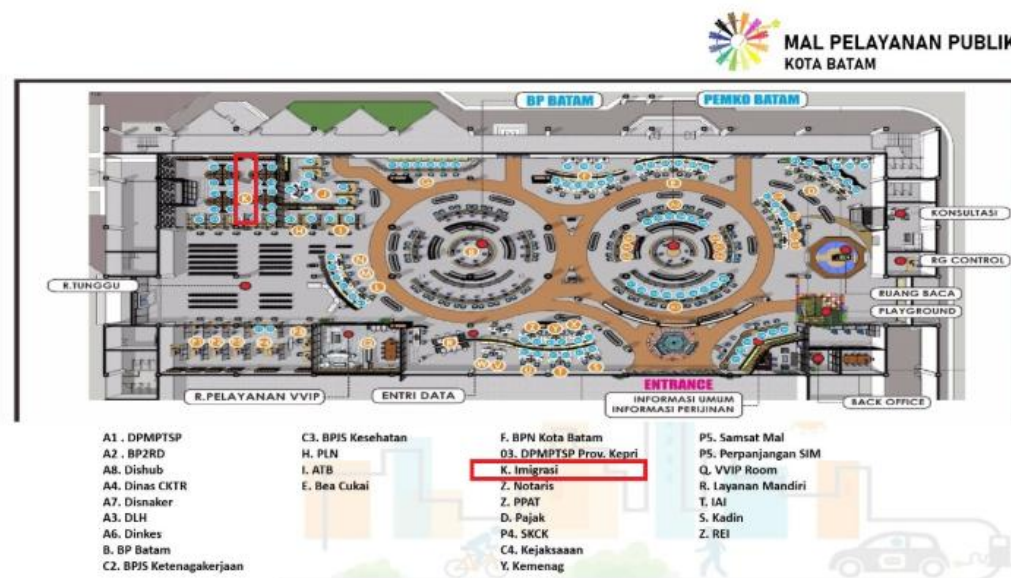 MAL PELAYANAN PUBLIK
KOTA BATAM
BP BATAM
PEMKO BATAM
KONSULTASI
RG CONTROL
R.TUNGGU
RUANG BACA
PLAYGROUND
R.PELAYANAN VVIP
ENTRI DATA
ENTRANCE
INFORMASI UMUM
INFORMASI PERIJINAN
BACK OFFICE
A1 . DPMPTSP
A2 . BP2RD
A8. Dishub
A4. Dinas CKTR
A7. Disnaker
A3. DLH
A6. Dinkes
B. BP Batam
C2. BPJS Ketenagakerjaan
C3. BPJS Kesehatan
H. PLN
I. ATB
E. Bea Cukai
F. BPN Kota Batam
03. DPMPTSP Prov. Kepri
K. Imigrasi
Z. Notaris
Z. PPAT
D. Pajak
P4. SKCK
C4. Kejaksaaan
Y. Kemenag
P5. Samsat Mal
P5. Perpanjangan SIM
Q. VVIP Room
R. Layanan Mandiri
T. IAI
S. Kadin
Z. REI